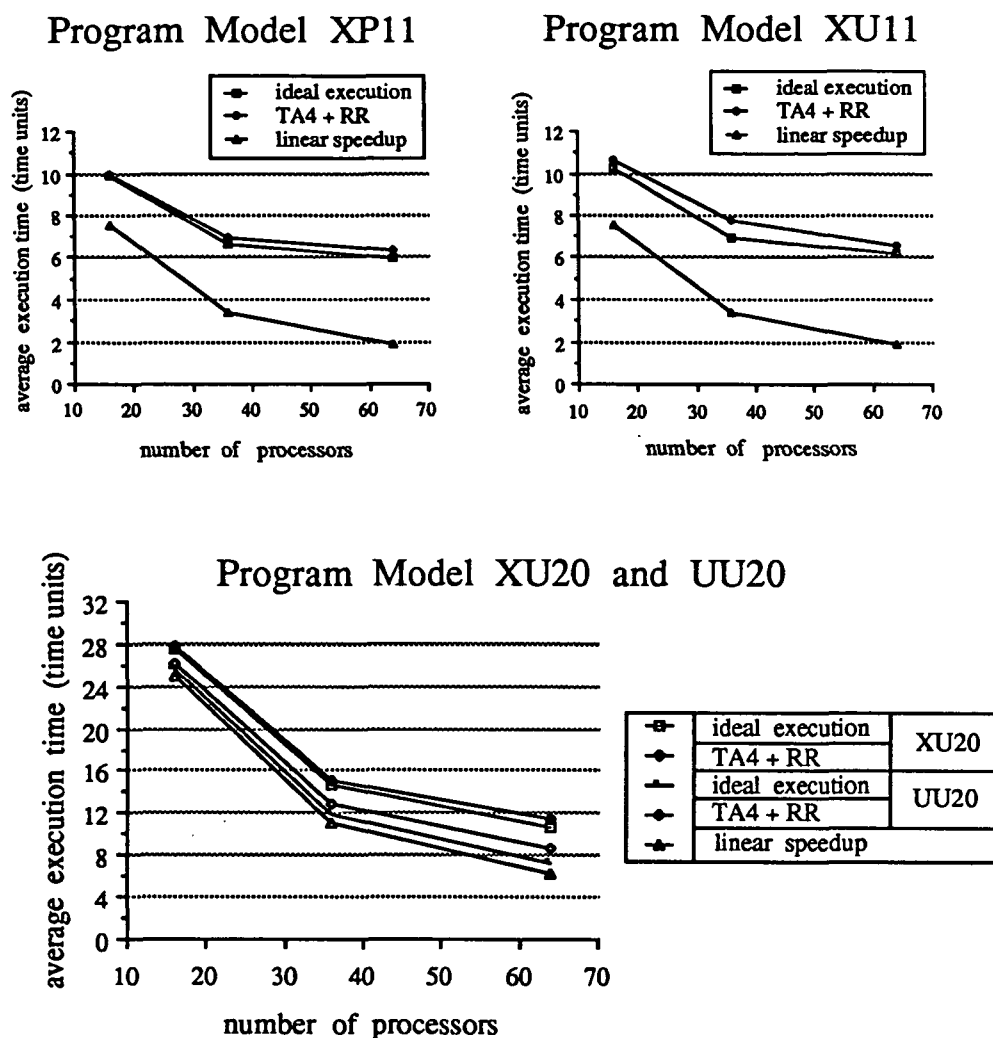 Program Model XP11
ideal execution
TA4 + RR
linear speedup
average execution time (time units)
12
10
8
6
4
2
0
10 20 30 40 50 60 70
number of processors
Program Model XU11
ideal execution
TA4 + RR
linear speedup
average execution time (time units)
12
10
8
6
4
2
0
10 20 30 40 50 60 70
number of processors
Program Model XU20 and UU20
average execution time (time units)
32
28
24
20
16
12
8
4
0
10 20 30 40 50 60 70
number of processors
ideal execution XU20
TA4 + RR
ideal execution UU20
TA4 + RR
linear speedup